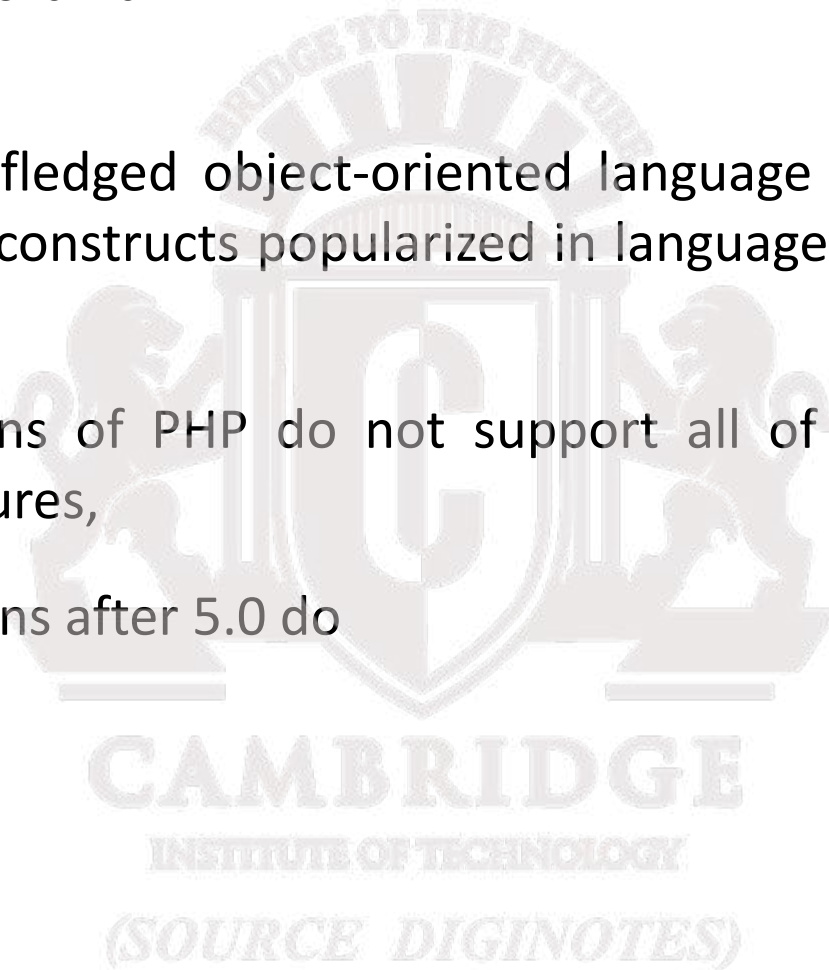 BRIDGE TO THE FUTURE
fledged object-oriented language
constructs popularized in language
ns of PHP do not support all of
ures,
ns after 5.0 do
C
CAMBRIDGE
INSTITUTE OF TECHNOLOGY
(SOURCE DIGINOTES)